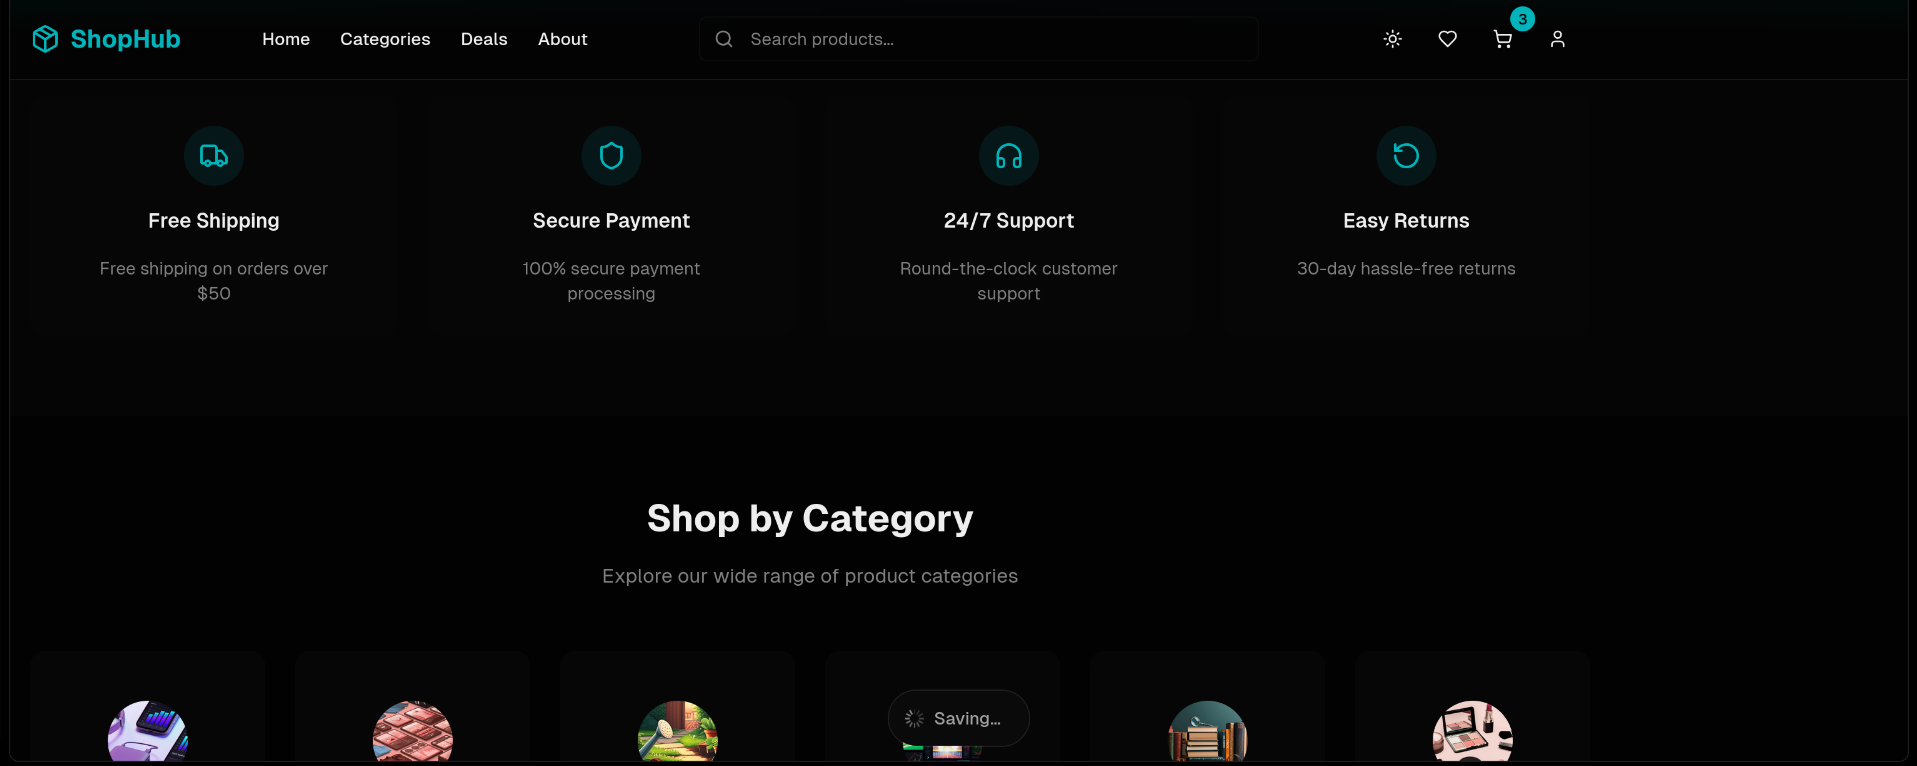 ShopHub
Home
Categories
Deals
About
Search products...
3
Free Shipping
Free shipping on orders over
$50
Secure Payment
100% secure payment
processing
24/7 Support
Round-the-clock customer
support
Easy Returns
30-day hassle-free returns
Shop by Category
Explore our wide range of product categories
Saving...